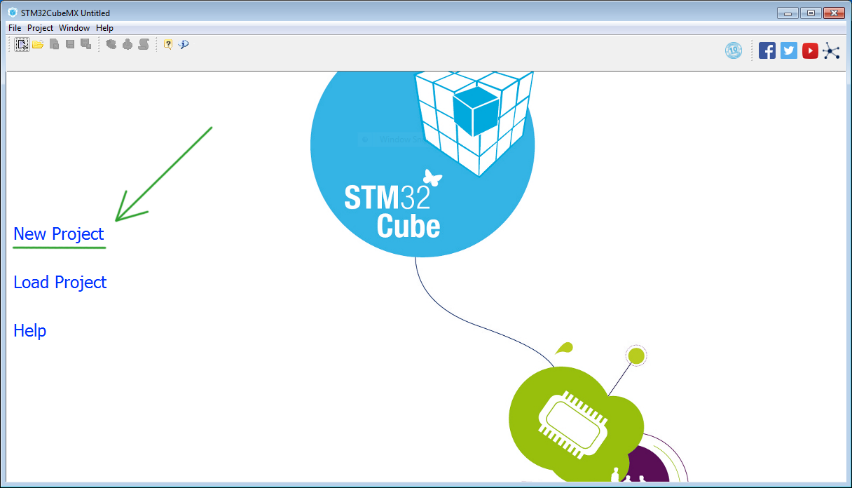 STM32CubeMX Untitled
File Project Window Help
STM32
Cube
New Project
Load Project
Help